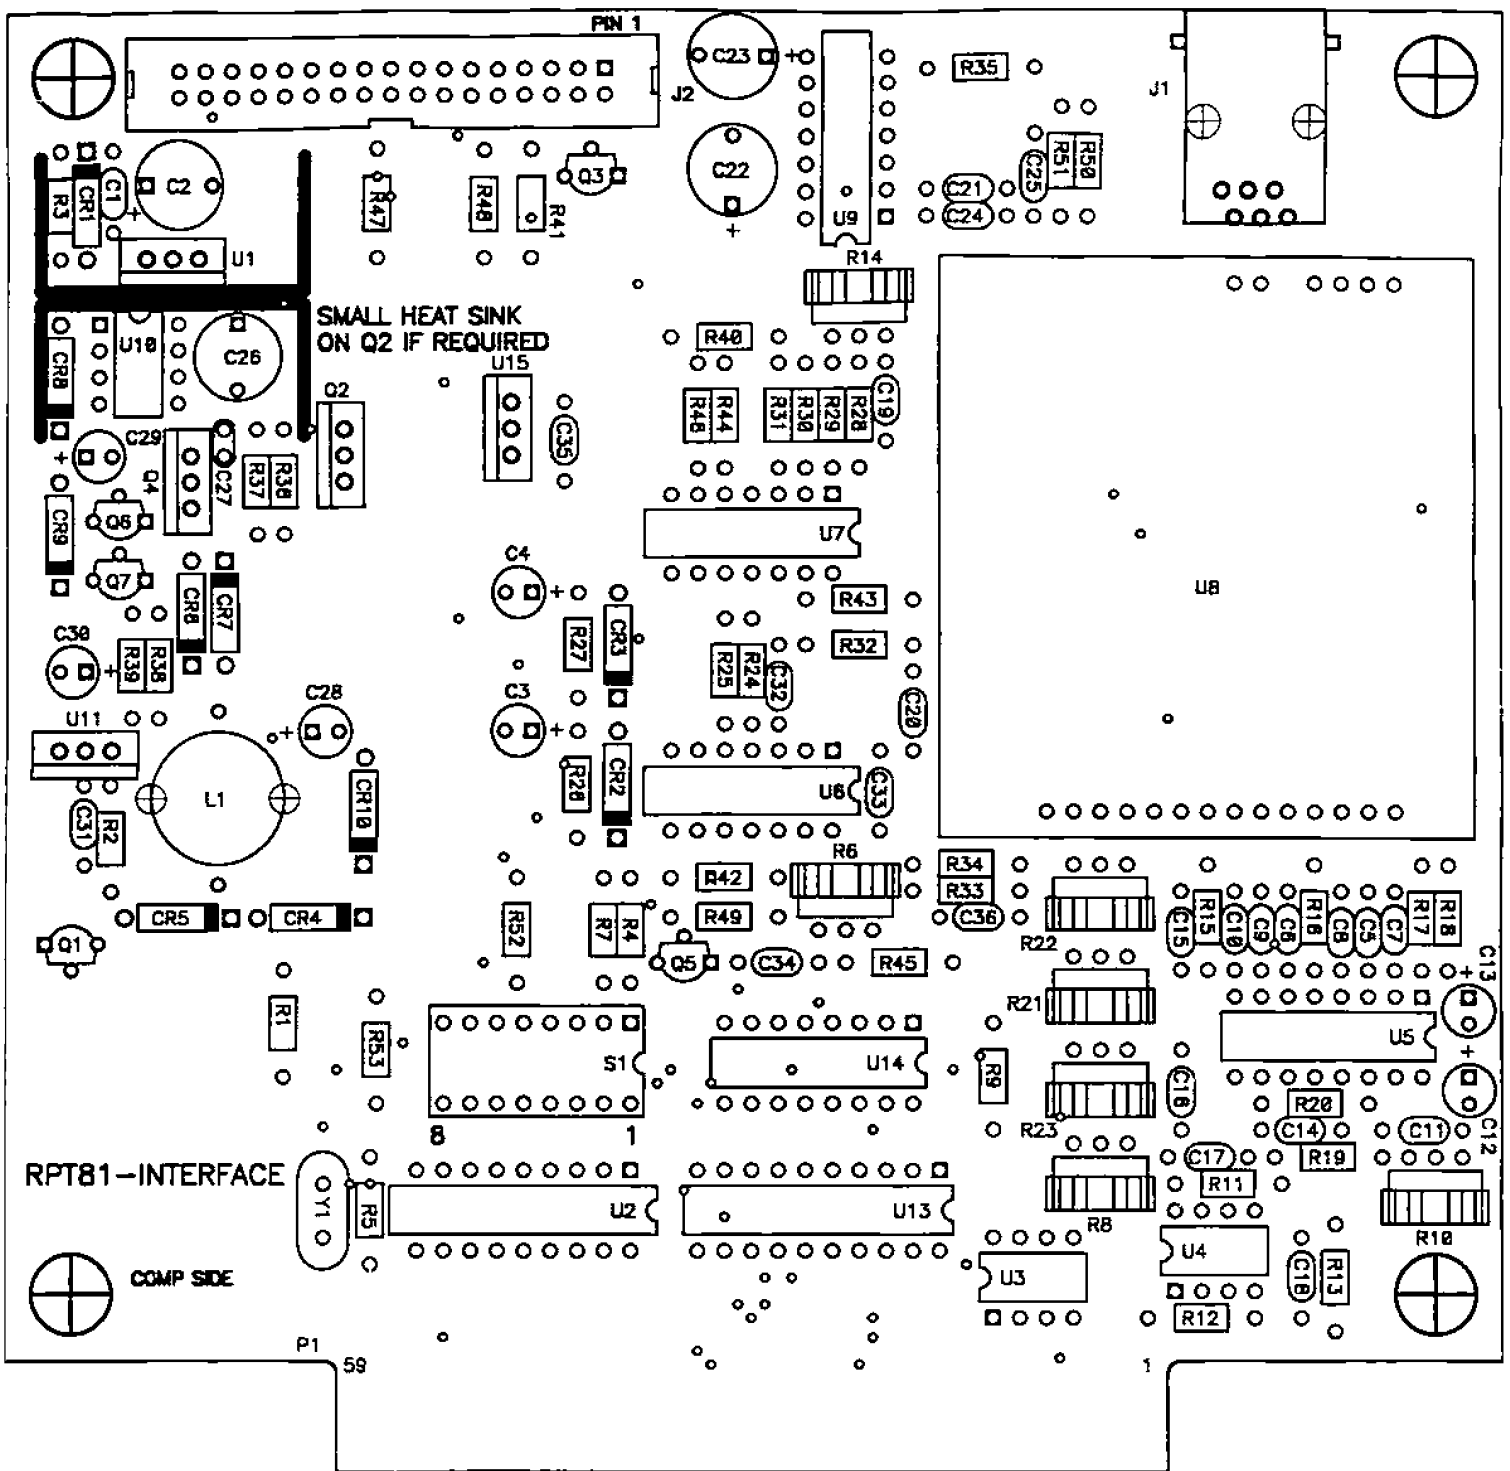 PIN 1
C23
+
R35
J1
J2
R51
R50
C25
C22
+
C2
C1
+
CR1
R3
R47
R48
R41
Q3
C21
C24
U9
U1
R14
SMALL HEAT SINK
ON Q2 IF REQUIRED
U10
C26
CR8
R40
U15
Q2
C19
R44
R31
R30
R29
R28
C29
+
C35
Q4
C27
R37
Q6
CR9
U7
Q7
C4
+
U8
R43
CR7
R27
CR3
C30
+
R39
R38
R32
R25
R24
C32
C28
+
C3
+
C20
U11
L1
CR10
CR2
U6
C33
C31
R2
R6
R42
R34
R33
CR5
CR4
R49
C36
Q1
R52
R7
R4
Q5
C34
R45
R22
C15
R15
C10
C9
C6
R16
C8
C5
C7
R17
R18
C13
+
R21
R1
R53
S1
U14
R9
U5
+
R23
R20
C12
C14
C11
8
1
C17
R19
R11
RPT81-INTERFACE
Y1
R5
U2
U13
R8
R10
COMP SIDE
U3
U4
R13
R12
P1
59
1